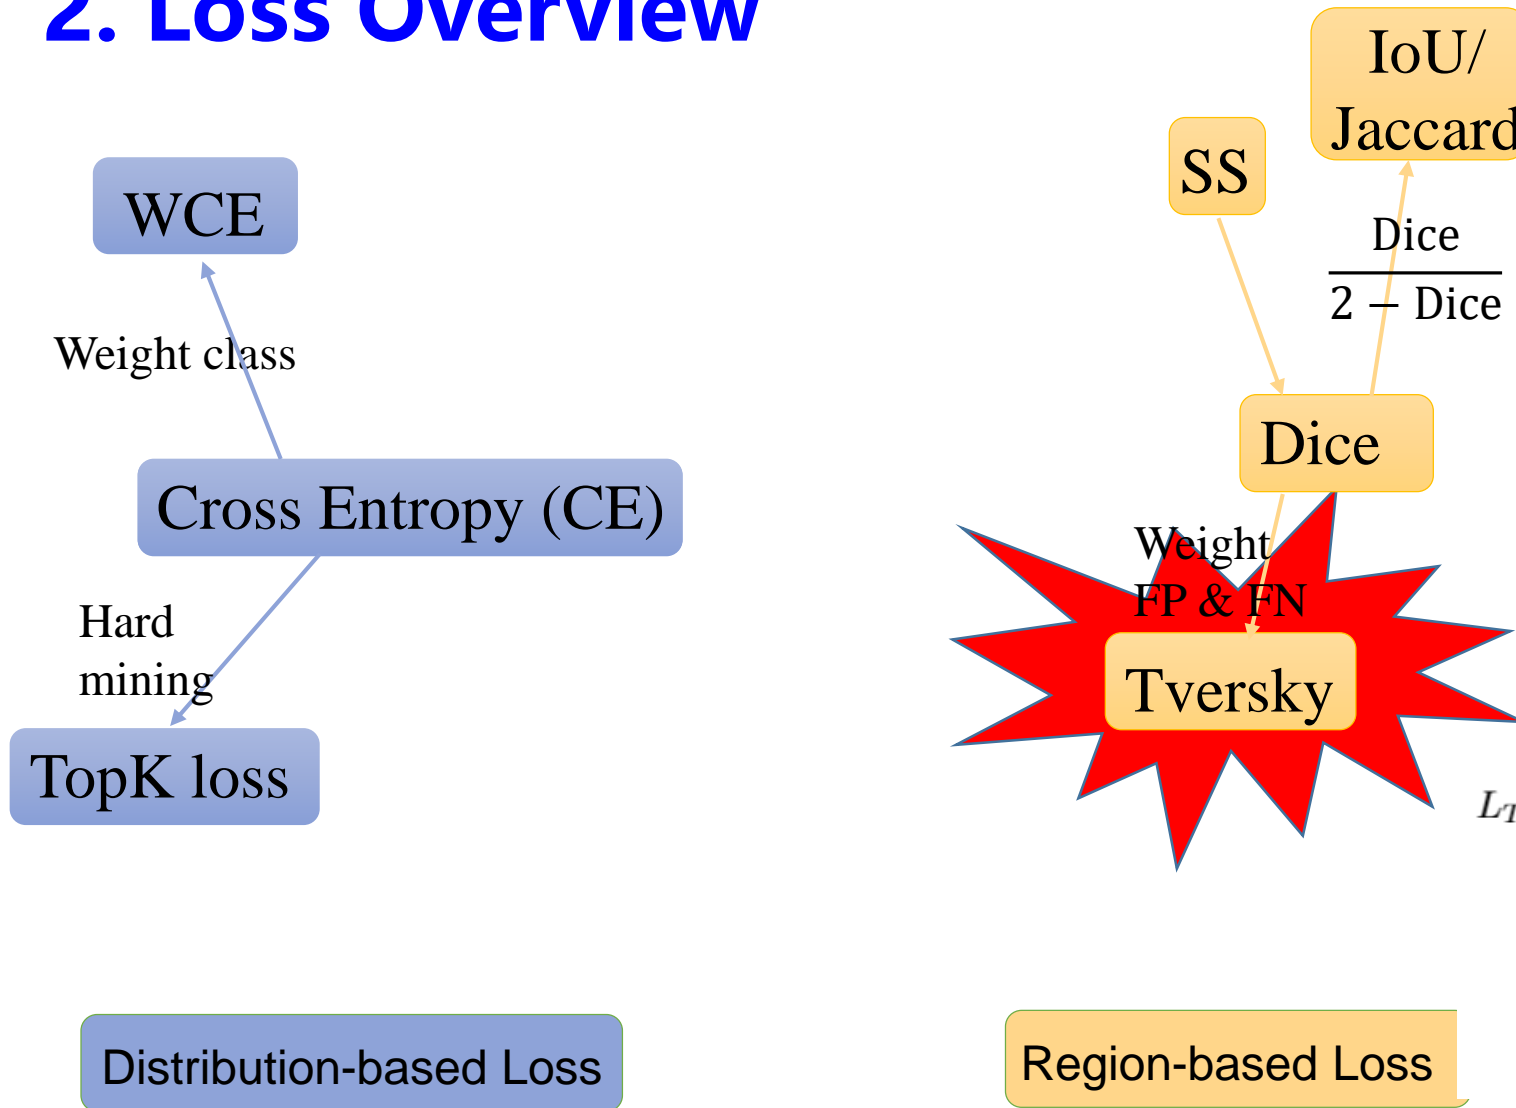 2. Loss Overview
IoU/
Jaccard
SS
WCE
Dice
2 − Dice
Weight class
Dice
Cross Entropy (CE)
Weight
FP & FN
Hard
mining
Tversky
TopK loss
L
Distribution-based Loss
Region-based Loss